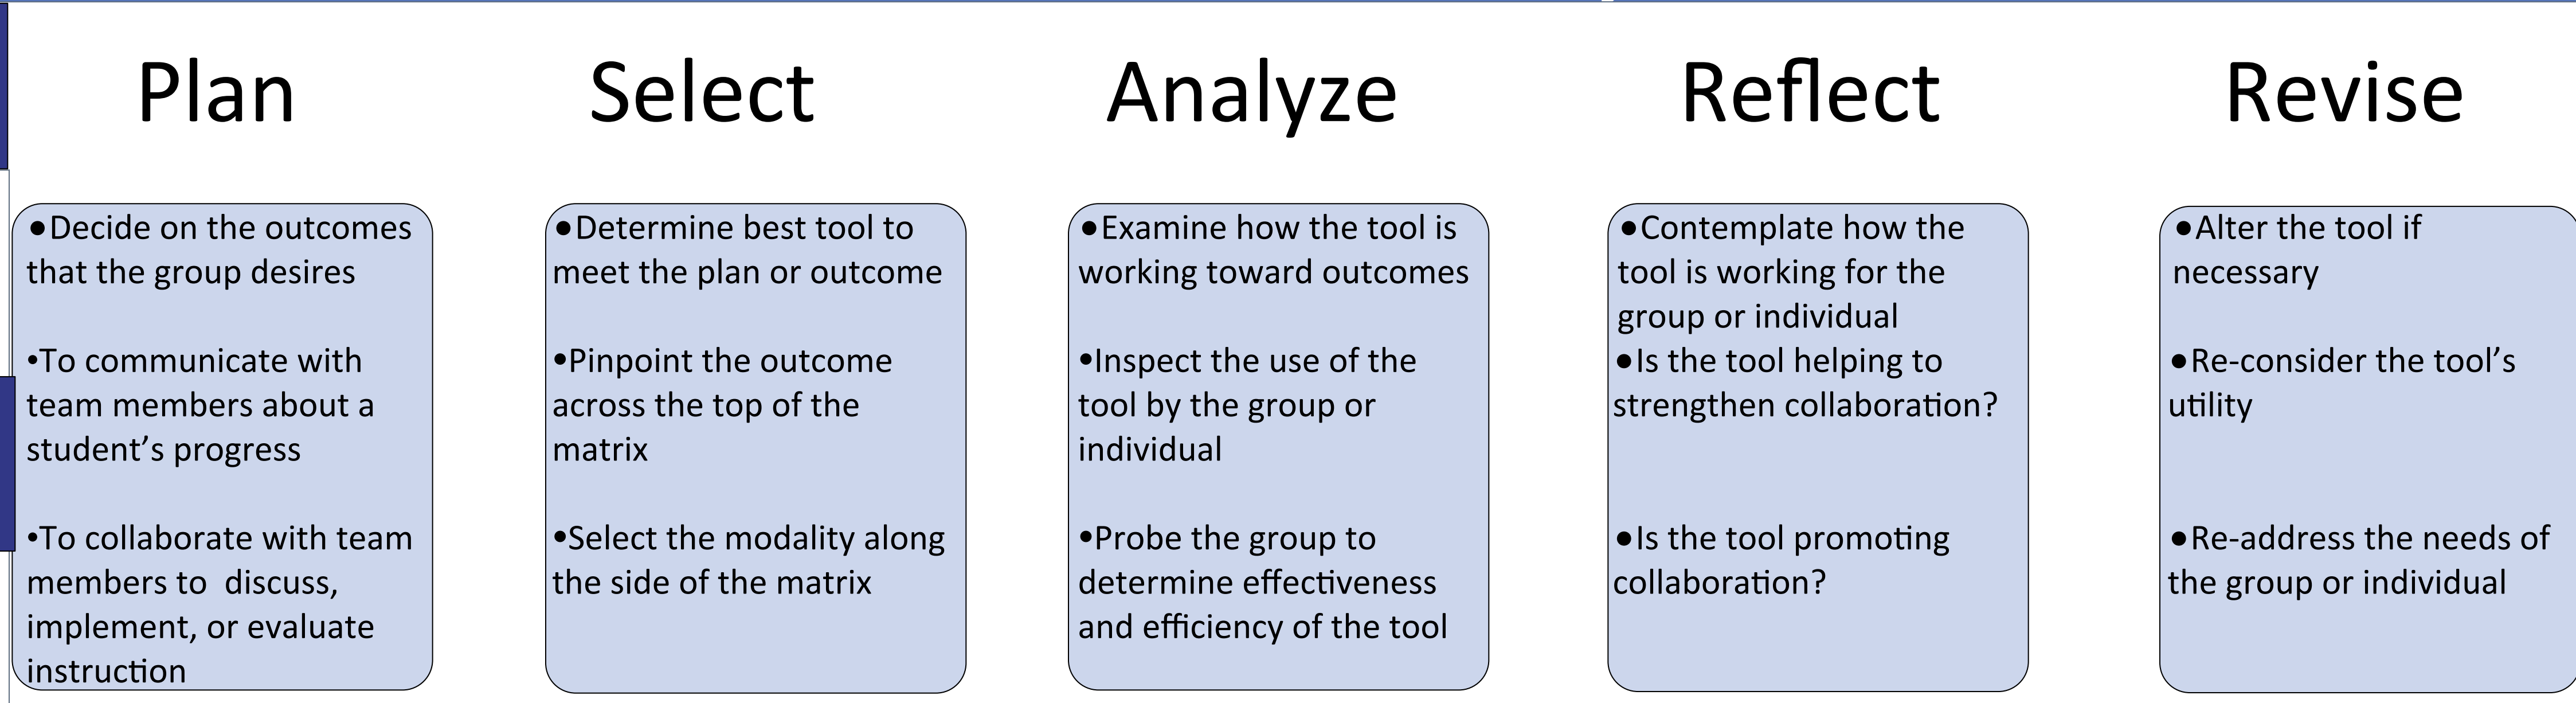 Plan
•Decide on the outcomes
that the group desires
•To communicate with
team members about a
student’s progress
•To collaborate with team
members to  discuss,
implement, or evaluate
instruction
Select
•Determine best tool to
meet the plan or outcome
•Pinpoint the outcome
across the top of the
matrix
•Select the modality along
the side of the matrix
Analyze
•Examine how the tool is
working toward outcomes
•Inspect the use of the
tool by the group or
individual
•Probe the group to
determine effectiveness
and efficiency of the tool
Reflect
•Contemplate how the
tool is working for the
group or individual
•Is the tool helping to
strengthen collaboration?
•Is the tool promoting
collaboration?
Revise
•Alter the tool if
necessary
•Re-consider the tool’s
utility
•Re-address the needs of
the group or individual